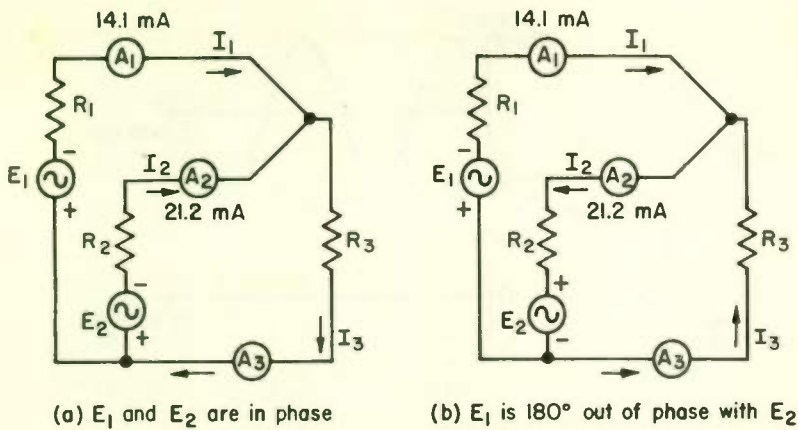 14.1 mA
A1
I1
R1
E1
-
+
I2
A2
21.2 mA
R2
-
E2
+
R3
I3
A3
(a) E1 and E2 are in phase
14.1 mA
A1
I1
R1
-
E1
+
I2
A2
21.2 mA
R2
+
E2
-
R3
I3
A3
(b) E1 is 180° out of phase with E2